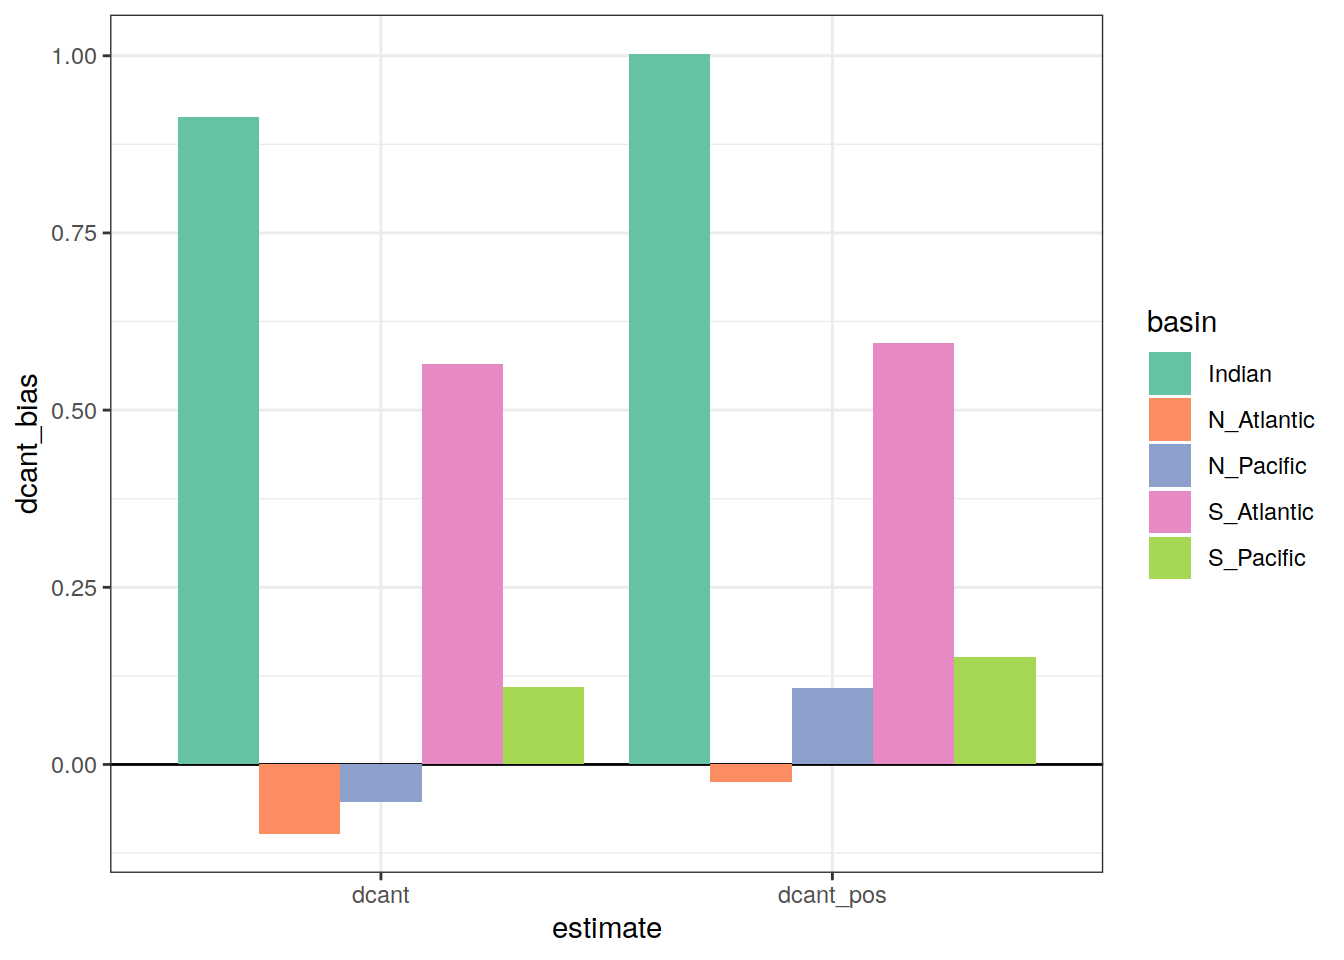 1.00
0.75
0.50
0.25
0.00
dcant_bias
dcant
dcant_pos
estimate
basin
Indian
N_Atlantic
N_Pacific
S_Atlantic
S_Pacific